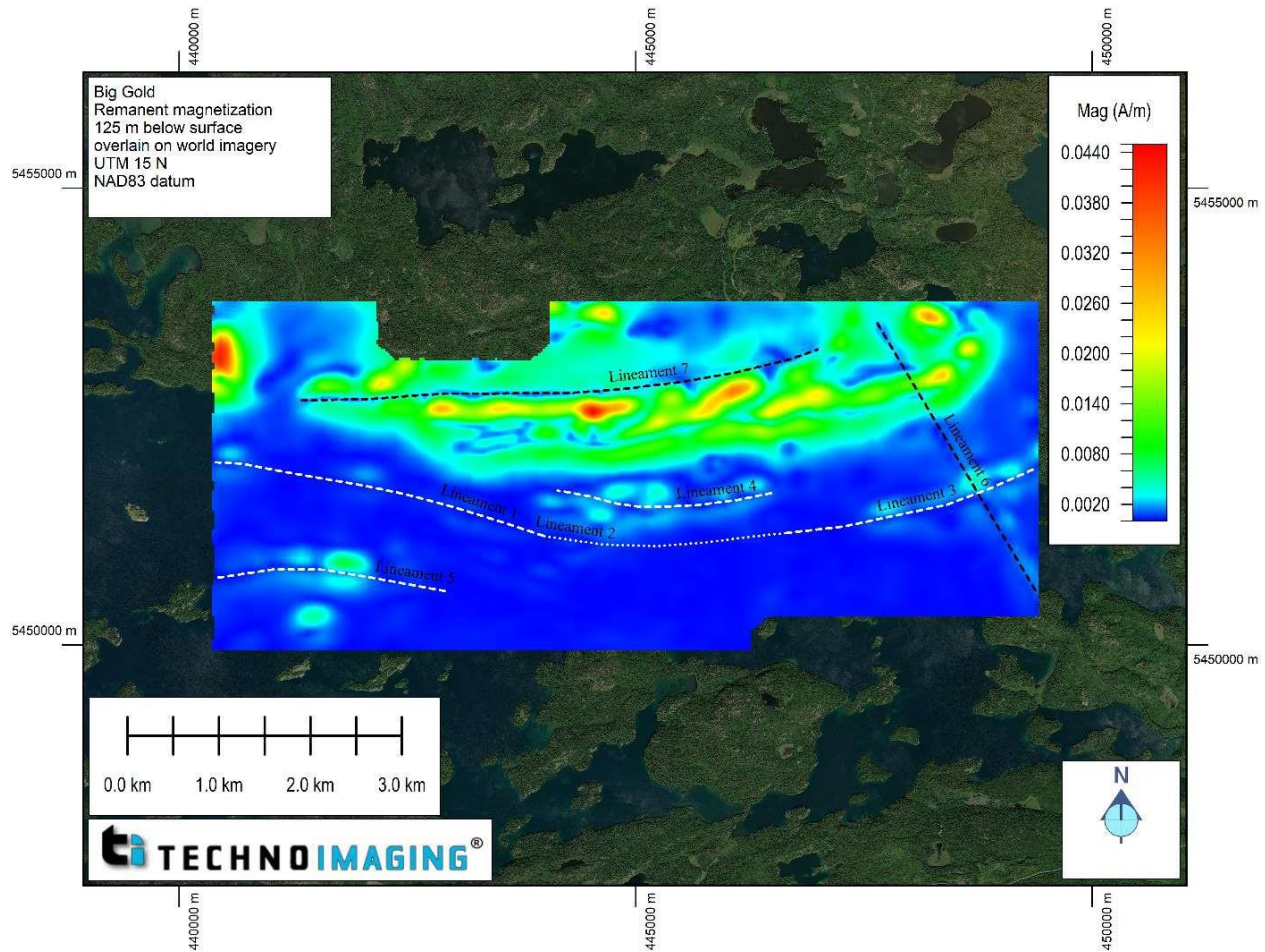 440000 m
445000 m
450000 m
Big Gold
Remanent magnetization
125 m below surface
overlain on world imagery
UTM 15 N
NAD83 datum
Mag (A/m)
0.0440
0.0380
0.0320
0.0260
0.0200
0.0140
0.0080
0.0020
5455000 m
5455000 m
Lineament 7
Lineament 6
Lineament 1
Lineament 4
Lineament 3
Lineament 2
Lineament 5
5450000 m
5450000 m
0.0 km 1.0 km 2.0 km 3.0 km
N
ti TECHNOIMAGING®
440000 m
445000 m
450000 m